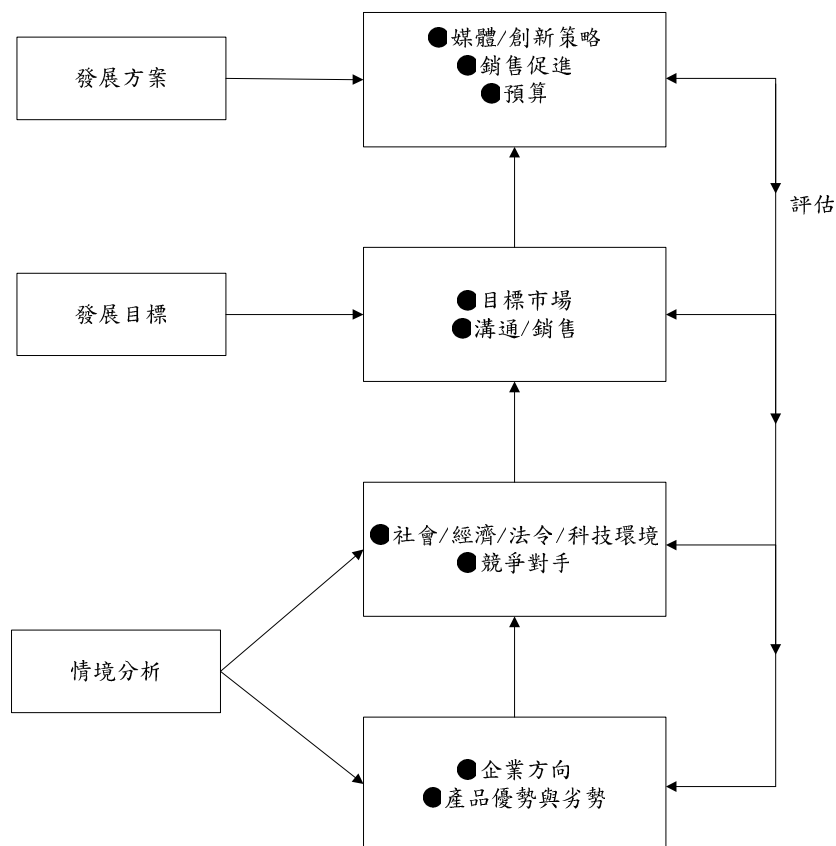 發展方案
●媒體/創新策略
●銷售促進
●預算
評估
發展目標
●目標市場
●溝通/銷售
情境分析
●社會/經濟/法令/科技環境
●競爭對手
●企業方向
●產品優勢與劣勢